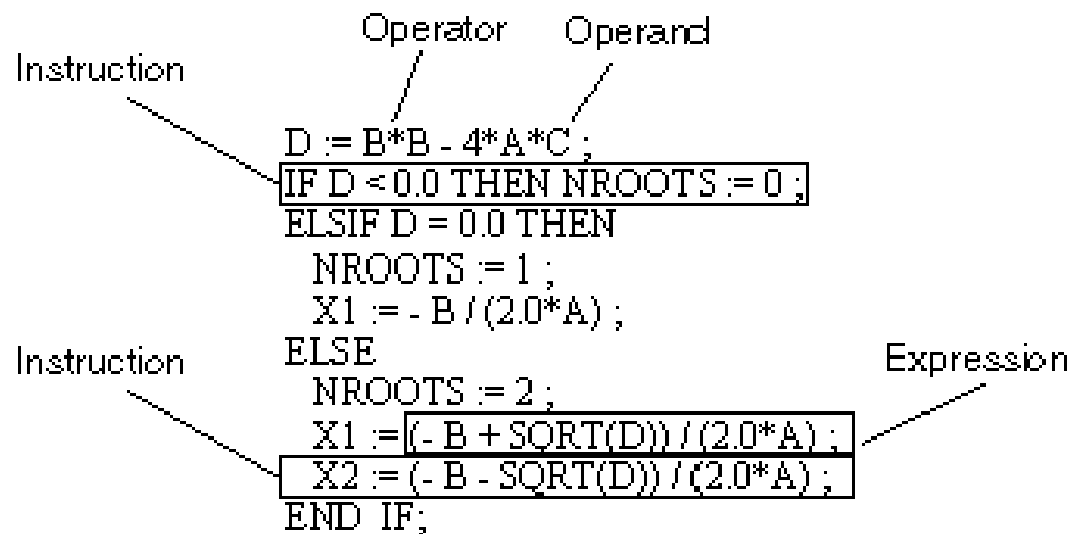 Operator Operand
Instruction
D := B*B - 4*A*C ;
IF D < 0.0 THEN NROOTS := 0 ;
ELSIF D = 0.0 THEN
NROOTS := 1 ;
X1 := - B / (2.0*A) ;
ELSE
Instruction
Expression
NROOTS := 2 ;
X1 := (- B + SQRT(D)) / (2.0*A) ;
X2 := (- B - SQRT(D)) / (2.0*A) ;
END IF;